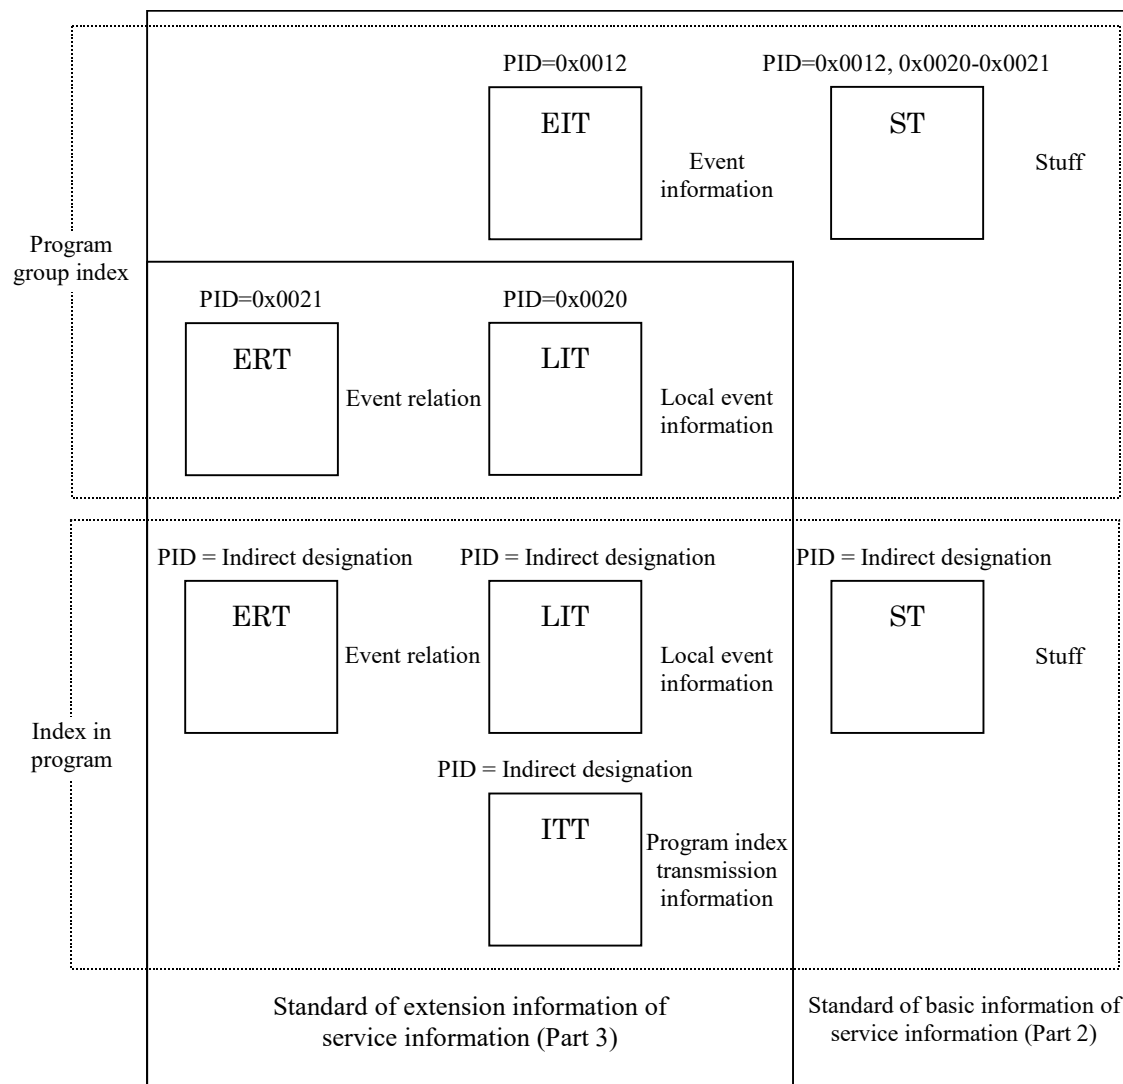 PID=0x0012
PID=0x0012, 0x0020-0x0021
EIT
ST
Event
information
Stuff
Program
group index
PID=0x0021
PID=0x0020
ERT
LIT
Event relation
Local event
information
PID = Indirect designation
PID = Indirect designation
PID = Indirect designation
ERT
LIT
ST
Event relation
Local event
information
Stuff
Index in
program
PID = Indirect designation
ITT
Program index
transmission
information
Standard of extension information of
service information (Part 3)
Standard of basic information of
service information (Part 2)